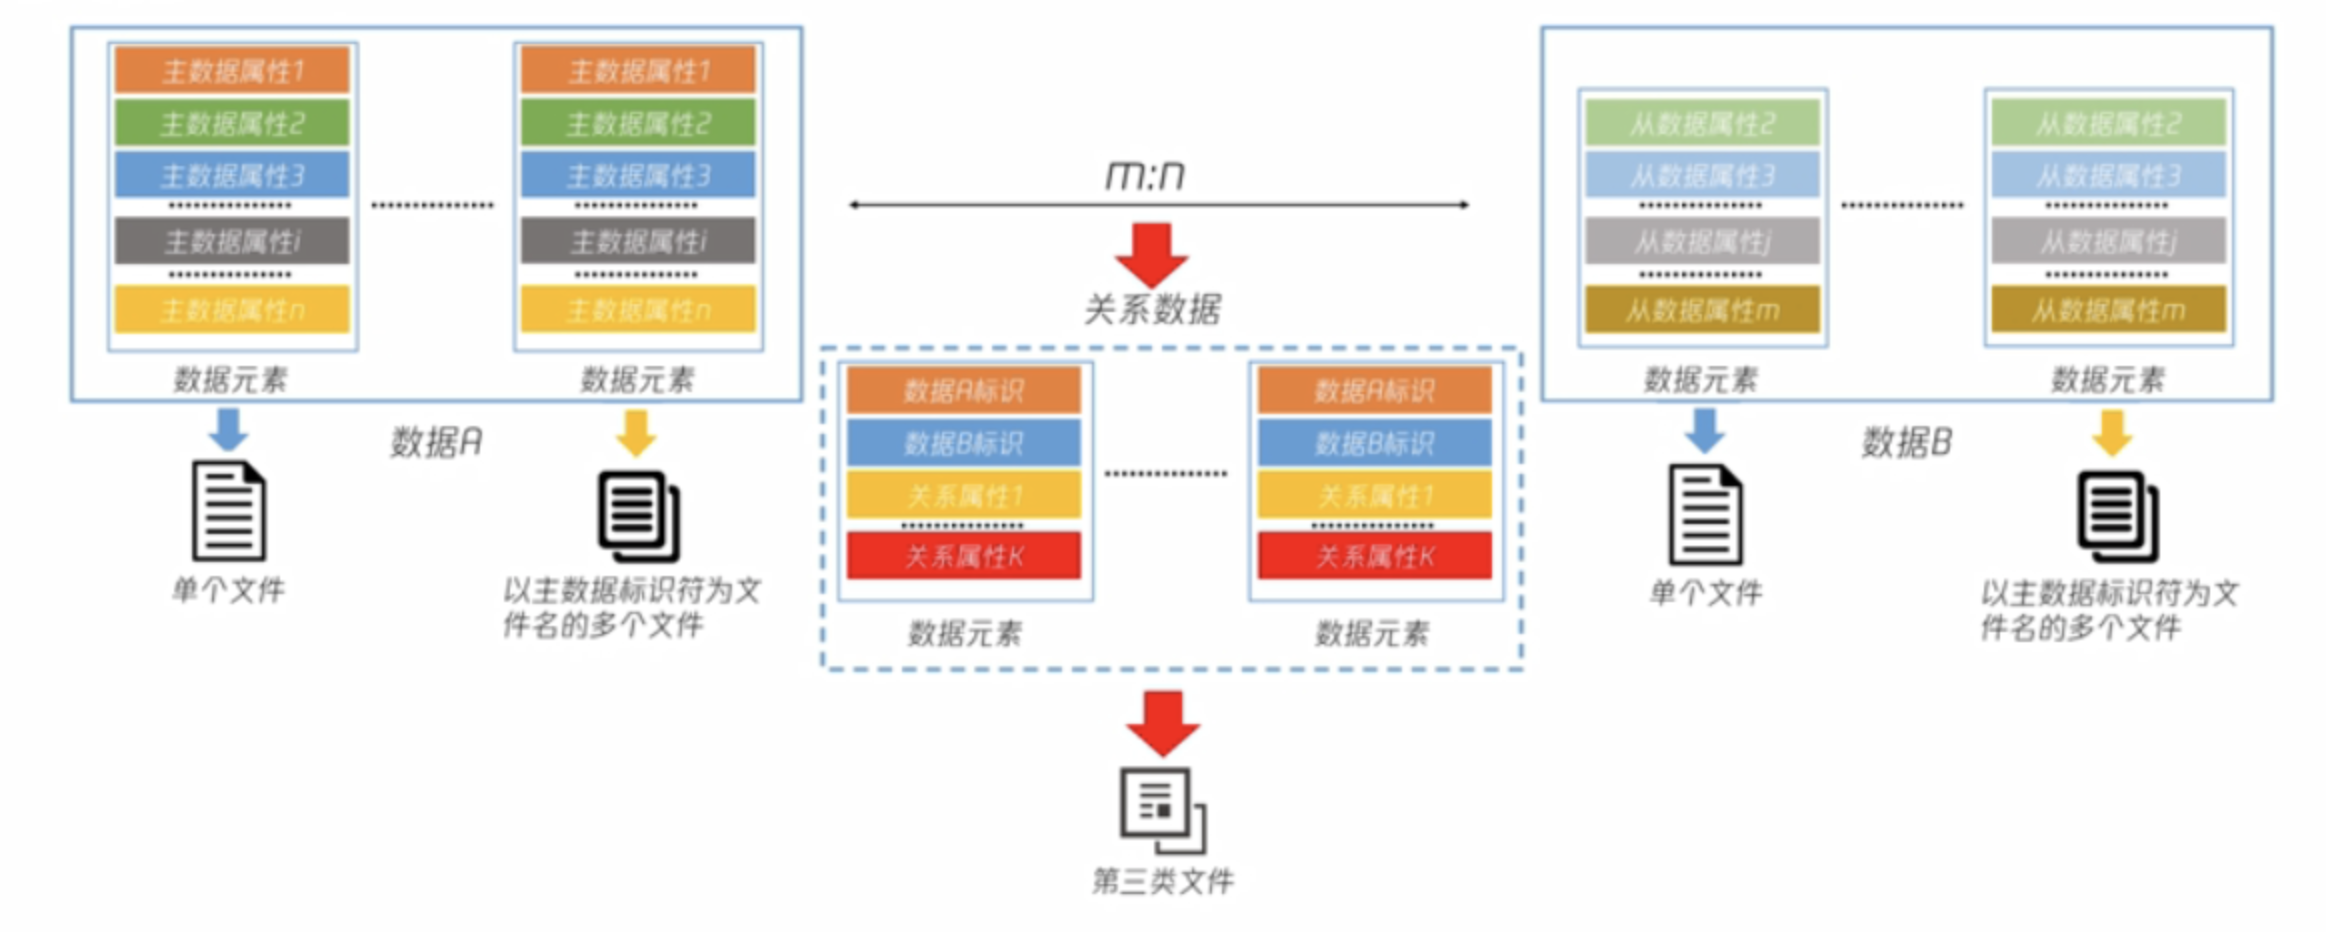 主数据属性1
主数据属性2
主数据属性3
主数据属性i
主数据属性n
数据元素
主数据属性1
主数据属性2
主数据属性3
主数据属性i
主数据属性n
数据元素
数据A
单个文件
以主数据标识符为文
件名的多个文件
m:n
关系数据
数据A标识
数据B标识
关系属性1
关系属性K
数据元素
数据A标识
数据B标识
关系属性1
关系属性K
数据元素
第三类文件
从数据属性2
从数据属性3
从数据属性j
从数据属性m
数据元素
从数据属性2
从数据属性3
从数据属性j
从数据属性m
数据元素
数据B
单个文件
以主数据标识符为文
件名的多个文件